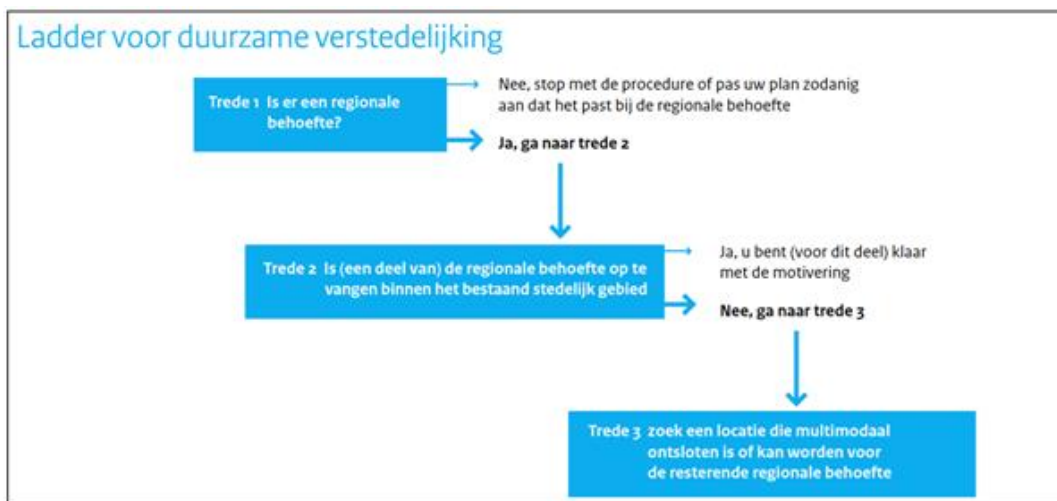 Ladder voor duurzame verstedelijking
Trede 1 Is er een regionale
behoefte?
Nee, stop met de procedure of pas uw plan zodanig
aan dat het past bij de regionale behoefte
Ja, ga naar trede 2
Trede 2 Is (een deel van) de regionale behoefte op te
vangen binnen het bestaand stedelijk gebied
Ja, u bent (voor dit deel) klaar
met de motivering
Nee, ga naar trede 3
Trede 3 zoek een locatie die multimodaal
ontsloten is of kan worden voor
de resterende regionale behoefte